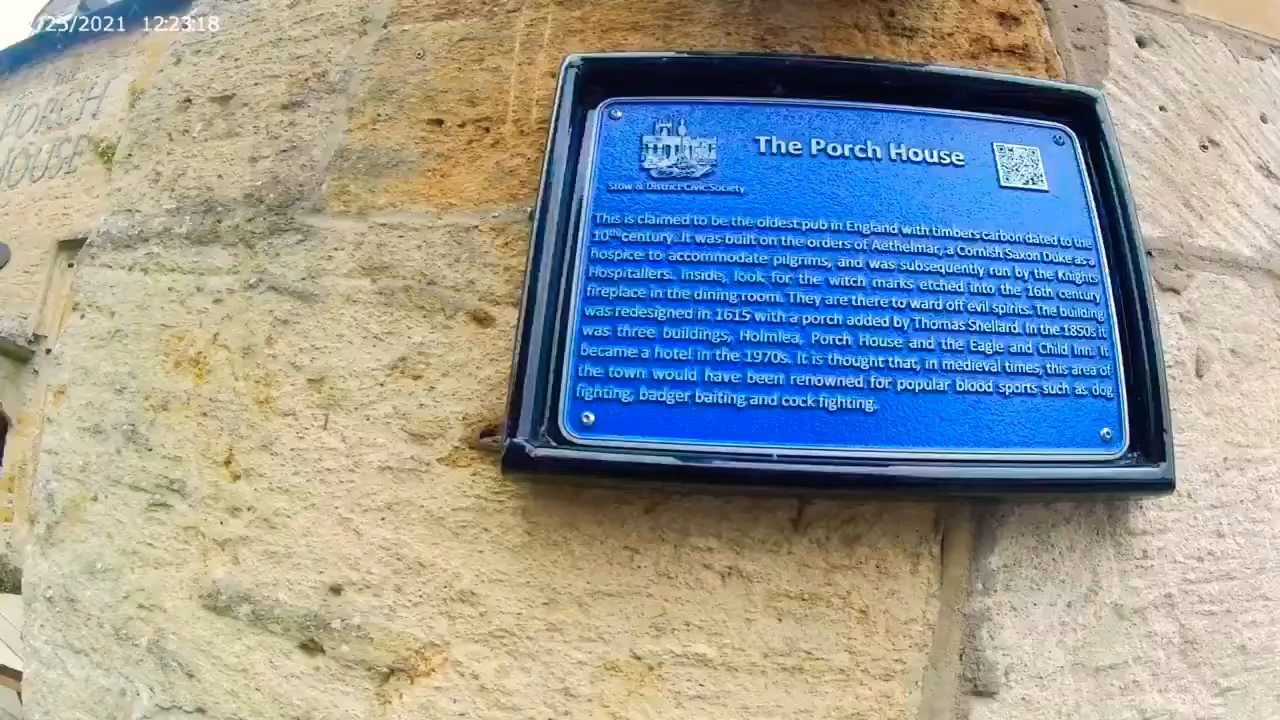 /25/2021 12:23:18
THE
PORCH
HOUSE
The Porch House
Stow & District Civic Society
This is claimed to be the oldest pub in England with timbers carbon dated to the
10th century. It was built on the orders of Aethelmar, a Cornish Saxon Duke as a
hospice to accommodate pilgrims, and was subsequently run by the Knights
Hospitallers. Inside, look for the witch marks etched into the 16th century
fireplace in the dining room. They are there to ward off evil spirits. The building
was redesigned in 1615 with a porch added by Thomas Shellard. In the 1850s it
was three buildings, Holmlea, Porch House and the Eagle and Child Inn. It
became a hotel in the 1970s. It is thought that, in medieval times, this area of
the town would have been renowned for popular blood sports such as dog
fighting, badger baiting and cock fighting.